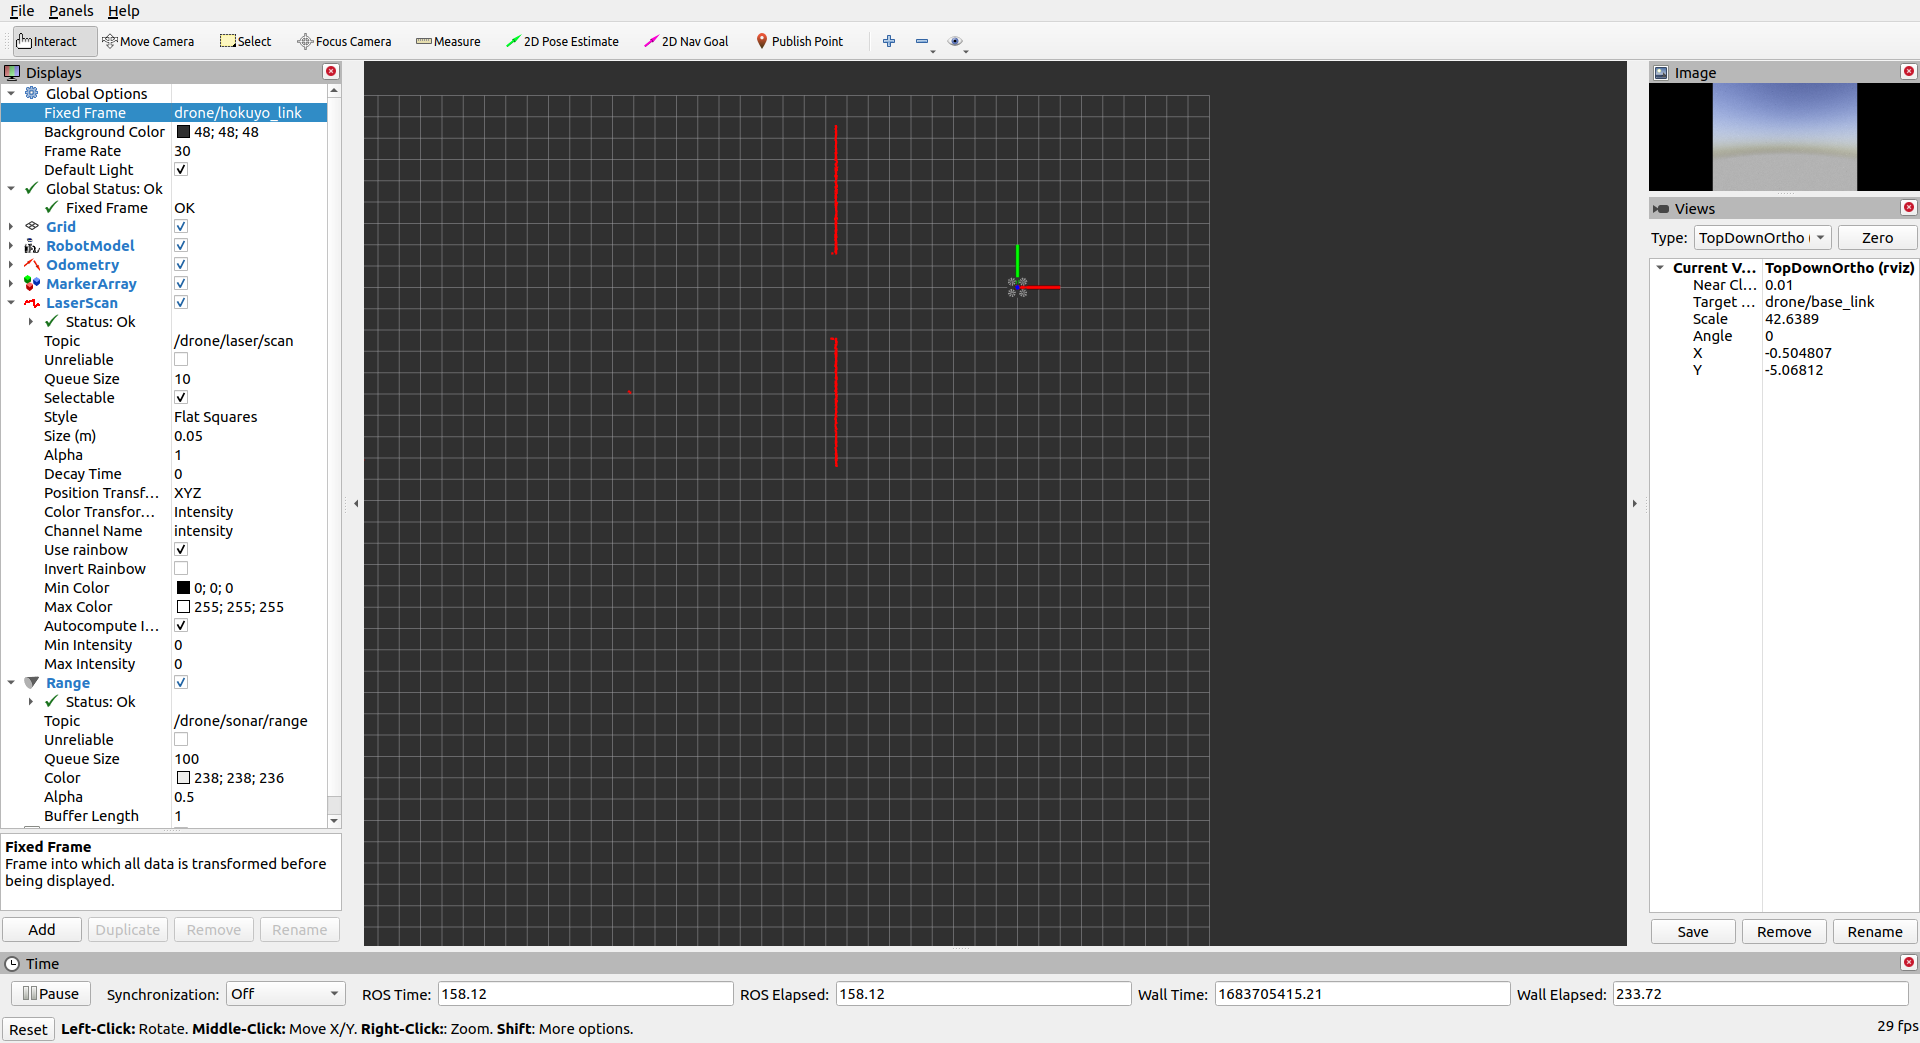 File Panels Help
Interact Move Camera Select Focus Camera Measure 2D Pose Estimate 2D Nav Goal Publish Point
Displays
Global Options
Fixed Frame drone/hokuyo_link
Background Color 48; 48; 48
Frame Rate 30
Default Light
Global Status: Ok
Fixed Frame OK
Grid
RobotModel
Odometry
MarkerArray
LaserScan
Status: Ok
Topic /drone/laser/scan
Unreliable
Queue Size 10
Selectable
Style Flat Squares
Size (m) 0.05
Alpha 1
Decay Time 0
Position Transf... XYZ
Color Transfor... Intensity
Channel Name intensity
Use rainbow
Invert Rainbow
Min Color 0; 0; 0
Max Color 255; 255; 255
Autocompute I...
Min Intensity 0
Max Intensity 0
Range
Status: Ok
Topic /drone/sonar/range
Unreliable
Queue Size 100
Color 238; 238; 236
Alpha 0.5
Buffer Length 1
Fixed Frame
Frame into which all data is transformed before
being displayed.
Add Duplicate Remove Rename
Image
Views
Type: TopDownOrtho ( Zero
Current V... TopDownOrtho (rviz)
Near Cl... 0.01
Target ... drone/base_link
Scale 42.6389
Angle 0
X -0.504807
Y -5.06812
Save Remove Rename
Time
Pause Synchronization: Off ROS Time: 158.12 ROS Elapsed: 158.12 Wall Time: 1683705415.21 Wall Elapsed: 233.72
Reset Left-Click: Rotate. Middle-Click: Move X/Y. Right-Click:: Zoom. Shift: More options. 29 fps